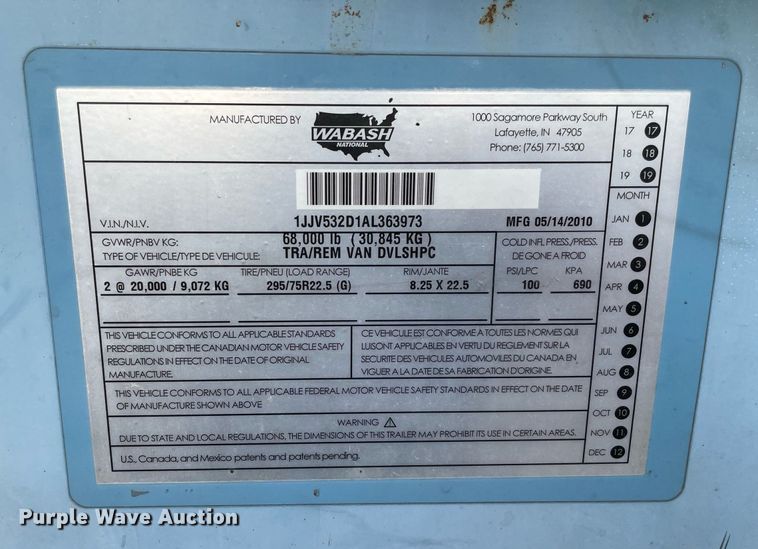 MANUFACTURED BY
WABASH
NATIONAL
1000 Sagamore Parkway South
Lafayette, IN 47905
Phone: (765) 771-5300
V.I.N./N.I.V. 1JJV532D1AL363973 MFG 05/14/2010
GVWR/PNBV KG: 68,000 lb ( 30,845 KG)
TYPE OF VEHICLE/TYPE DE VEHICULE: TRA/REM VAN DVLSHPC
COLD INFL. PRESS./PRESS.
DE GONE A FROID
GAWR/PNBE KG TIRE/PNEU (LOAD RANGE) RIM/JANTE PSI/LPC KPA
2 @ 20,000 / 9,072 KG 295/75R22.5 (G) 8.25 X 22.5 100 690
THIS VEHICLE CONFORMS TO ALL APPLICABLE STANDARDS
PRESCRIBED UNDER THE CANADIAN MOTOR VEHICLE SAFETY
REGULATIONS IN EFFECT ON THE DATE OF ORIGINAL
MANUFACTURE.
CE VEHICULE EST CONFORME A TOUTES LES NORMES QUI
LUI SONT APPLICABLES EN VERTU DU REGLEMENT SUR LA
SECURITE DES VEHICULES AUTOMOVILES DU CANADA EN
VIGUER A LA DATE DE SA FABRICATION D'ORIGINE.
THIS VEHICLE CONFORMS TO ALL APPLICABLE FEDERAL MOTOR VEHICLE SAFETY STANDARDS IN EFFECT ON THE DATE
OF MANUFACTURE SHOWN ABOVE
WARNING
DUE TO STATE AND LOCAL REGULATIONS, THE DIMENSIONS OF THIS TRAILER MAY PROHIBIT ITS USE IN CERTAIN AREAS.
U.S., Canada, and Mexico patents and patents pending.
YEAR
17 17
18 18
19 19
MONTH
JAN 1
FEB 2
MAR 3
APR 4
MAY 5
JUN 6
JUL 7
AUG 8
SEP 9
OCT 10
NOV 11
DEC 12
Purple Wave Auction